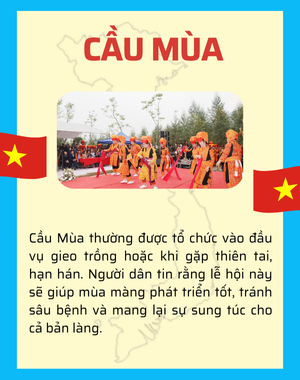 CẦU MÙA
Cầu Mùa thường được tổ chức vào đầu
vụ gieo trồng hoặc khi gặp thiên tai,
hạn hán. Người dân tin rằng lễ hội này
sẽ giúp mùa màng phát triển tốt, tránh
sâu bệnh và mang lại sự sung túc cho
cả bản làng.